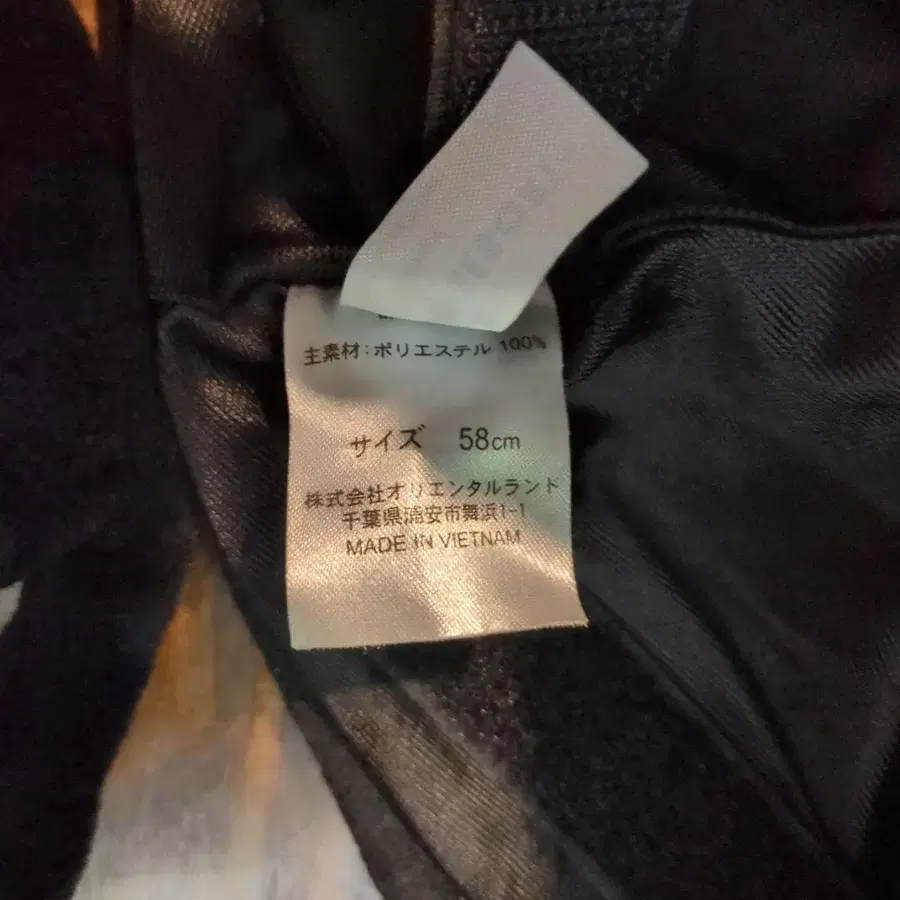 主素材:ポリエステル 100%
サイズ 58cm
株式会社オリエンタルランド
千葉県浦安市舞浜1-1
MADE IN VIETNAM